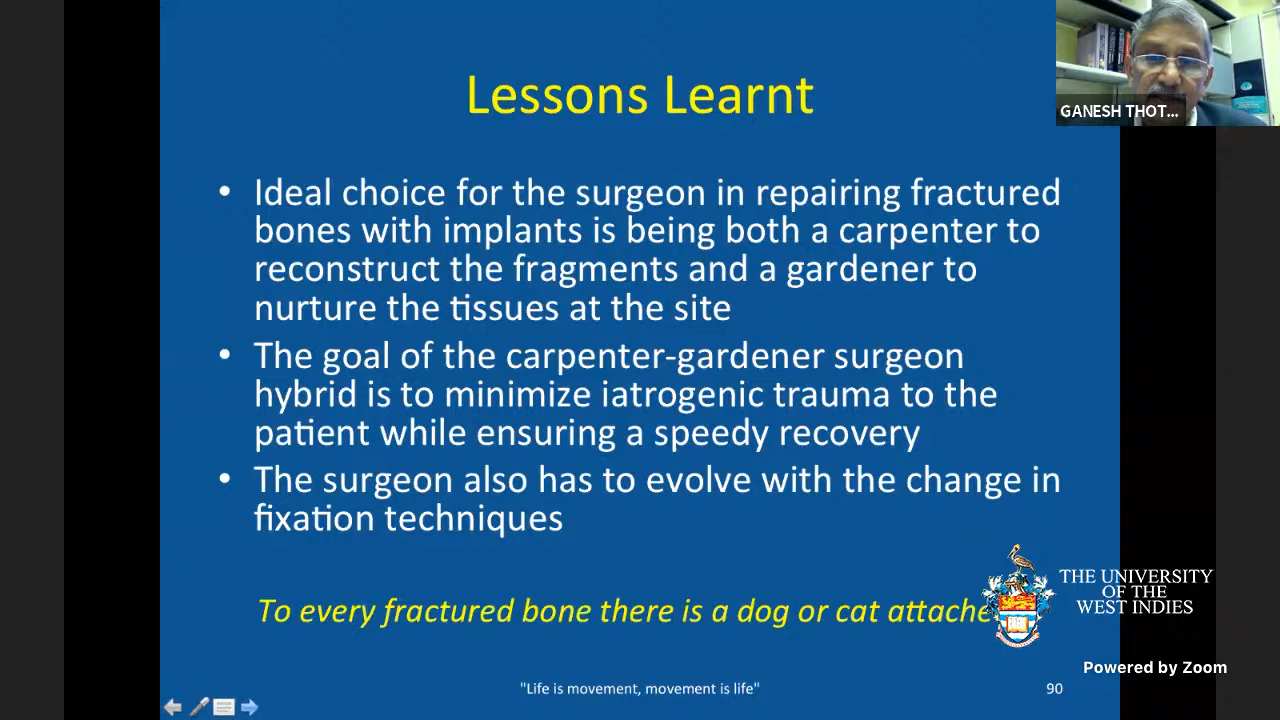 Lessons Learnt
GANESH THOT...
• Ideal choice for the surgeon in repairing fractured
bones with implants is being both a carpenter to
reconstruct the fragments and a gardener to
nurture the tissues at the site
• The goal of the carpenter-gardener surgeon
hybrid is to minimize iatrogenic trauma to the
patient while ensuring a speedy recovery
• The surgeon also has to evolve with the change in
fixation techniques
To every fractured bone there is a dog or cat attache
THE UNIVERSITY
OF THE
WEST INDIES
Powered by Zoom
"Life is movement, movement is life"
90